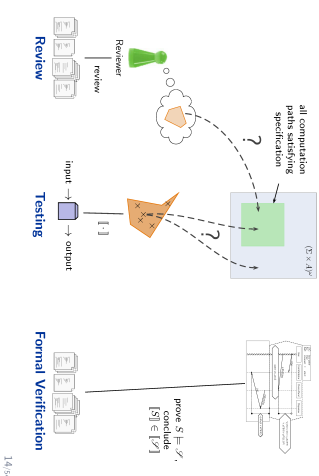 all computation
paths satisfying
specification
(Σ × A)^ω
?
?
Reviewer
review
Review
[[·]]
input → → output
Testing
prove S ⊨ 𝒮,
conclude
[[S]] ∈ [[𝒮]]
Formal Verification
14/5